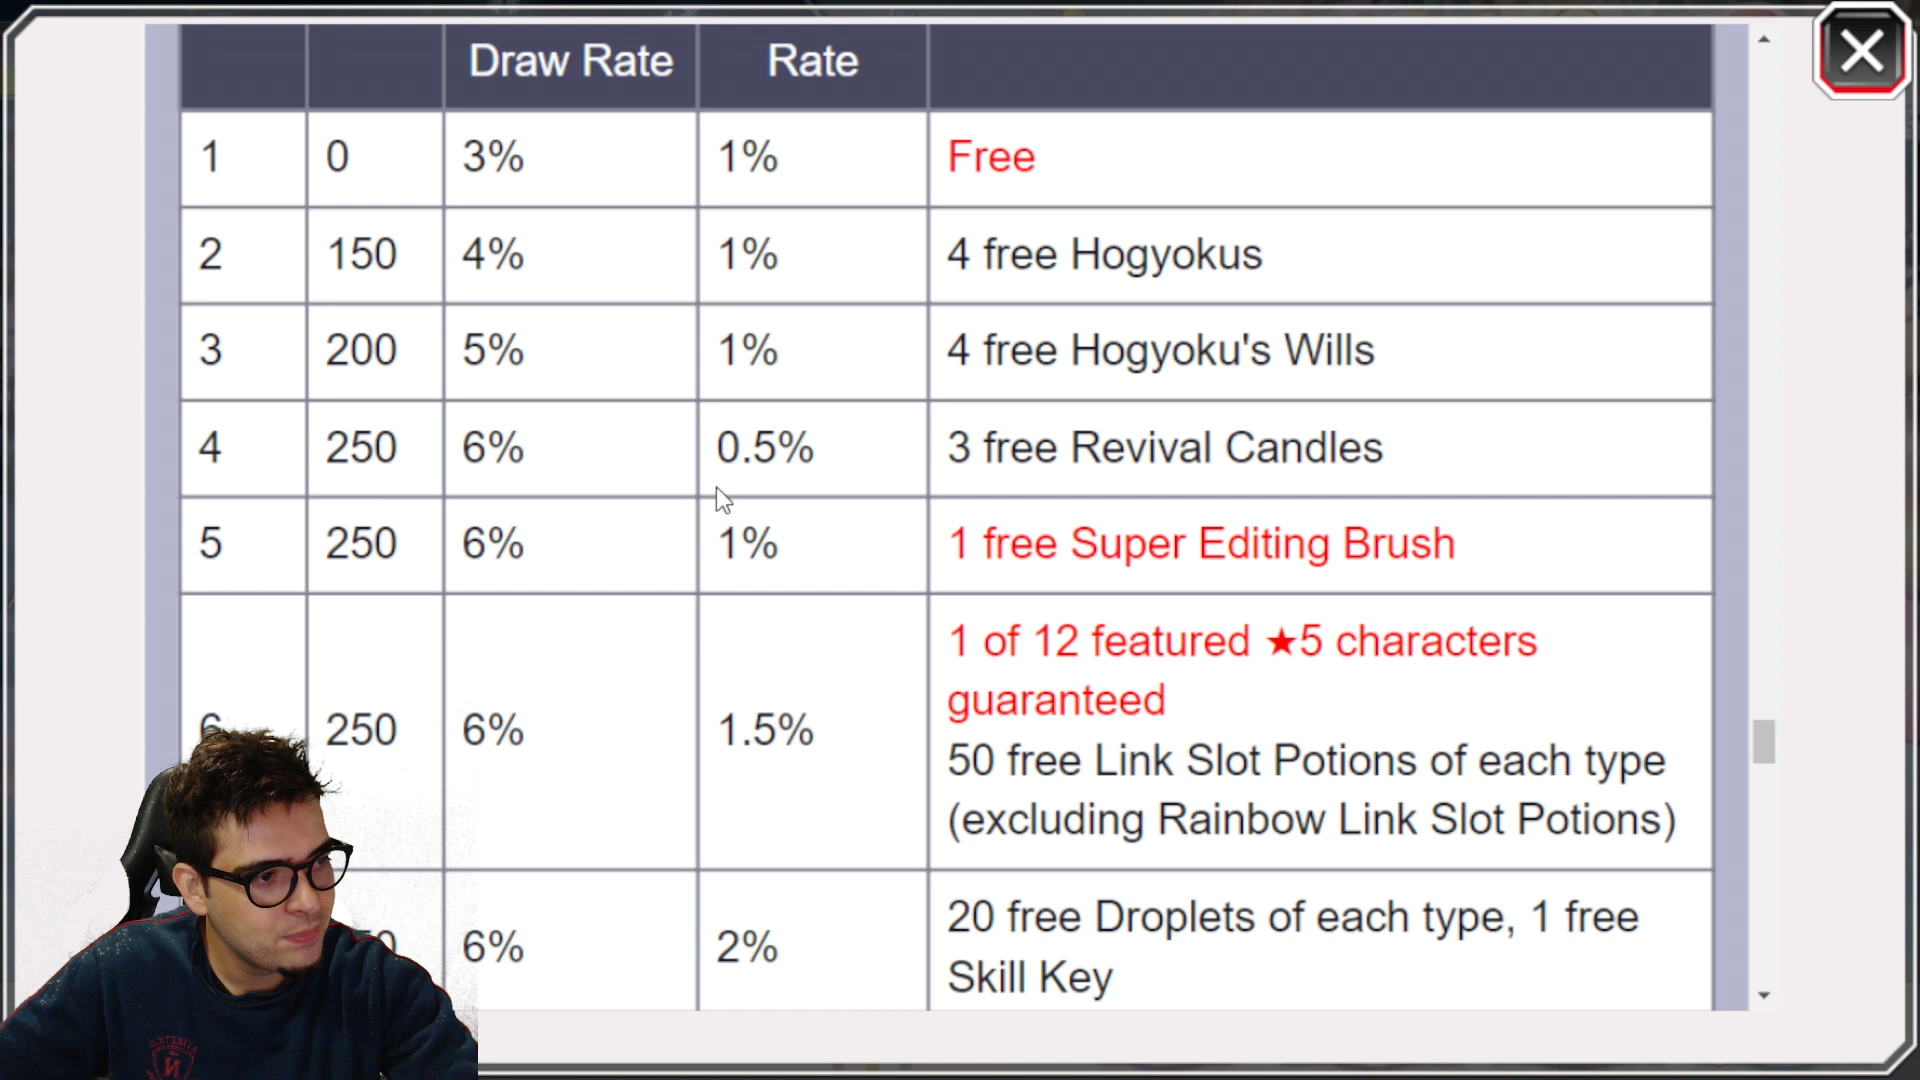 Draw Rate Rate
1 0 3% 1% Free
2 150 4% 1% 4 free Hogyokus
3 200 5% 1% 4 free Hogyoku's Wills
4 250 6% 0.5% 3 free Revival Candles
5 250 6% 1% 1 free Super Editing Brush
1 of 12 featured ★5 characters
guaranteed
6 250 6% 1.5%
50 free Link Slot Potions of each type
(excluding Rainbow Link Slot Potions)
20 free Droplets of each type, 1 free
6% 2%
Skill Key